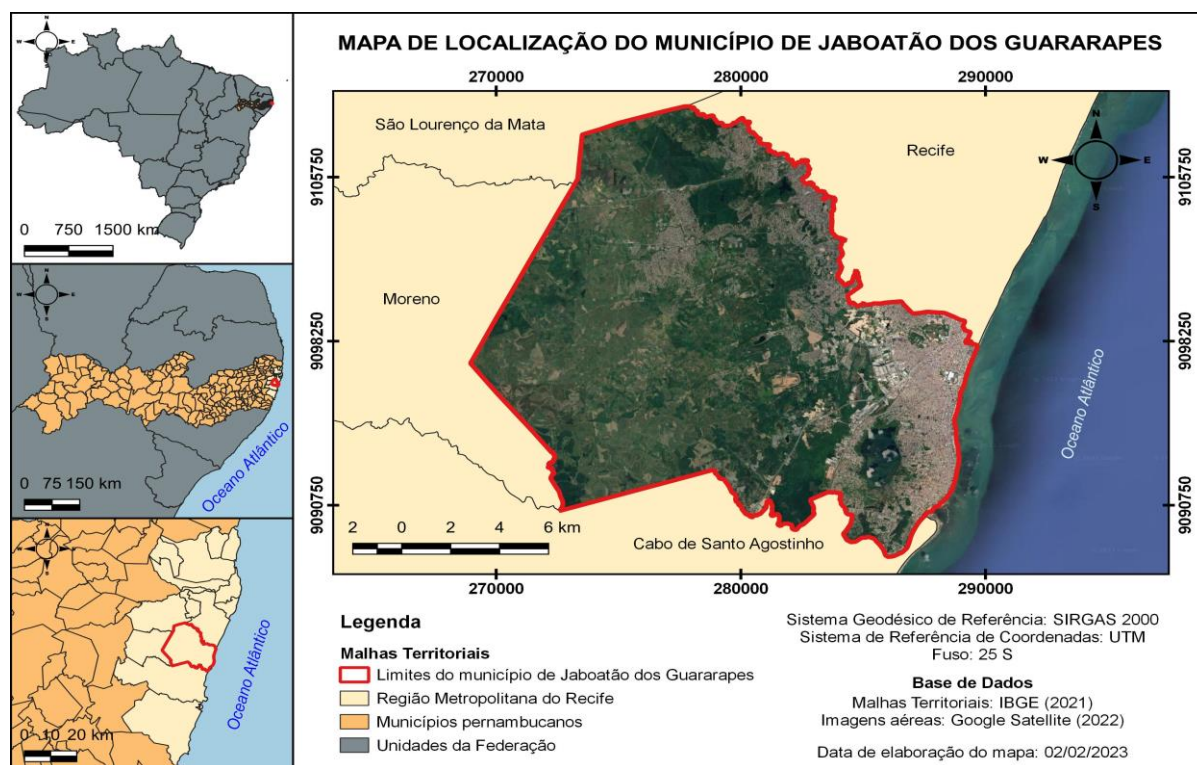 N
W E
S
0 750 1500 km
N
W E
S
Oceano Atlântico
0 75 150 km
N
W E
S
Oceano Atlântico
0 10 20 km
MAPA DE LOCALIZAÇÃO DO MUNICÍPIO DE JABOATÃO DOS GUARARAPES
270000 280000 290000
São Lourenço da Mata
Recife
N
W E
S
9105750 9105750
Moreno
9098250 9098250
Oceano Atlântico
9090750 9090750
2 0 2 4 6 km
Cabo de Santo Agostinho
270000 280000 290000
Legenda
Malhas Territoriais
Limites do município de Jaboatão dos Guararapes
Região Metropolitana do Recife
Municípios pernambucanos
Unidades da Federação
Sistema Geodésico de Referência: SIRGAS 2000
Sistema de Referência de Coordenadas: UTM
Fuso: 25 S
Base de Dados
Malhas Territoriais: IBGE (2021)
Imagens aéreas: Google Satellite (2022)
Data de elaboração do mapa: 02/02/2023